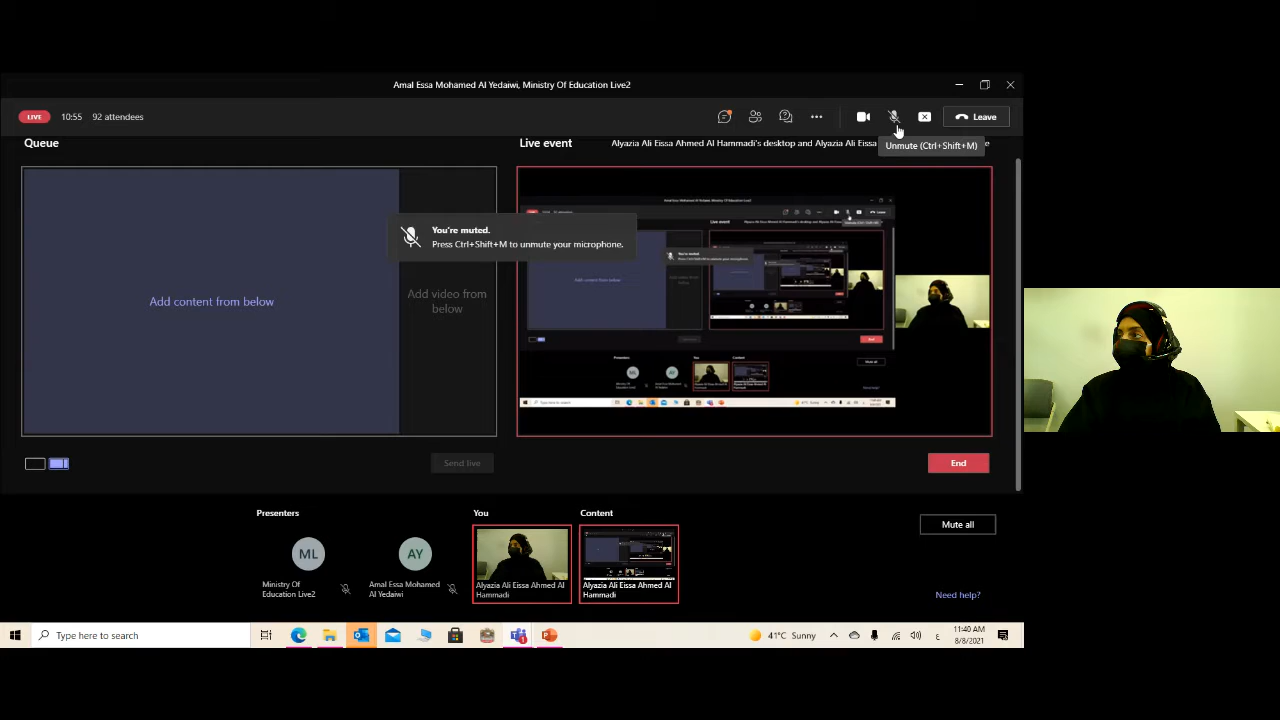 Amal Essa Mohamed Al Yedaiwi, Ministry Of Education Live2
LIVE 10:55 92 attendees
Leave
Unmute (Ctrl+Shift+M)
Queue
Live event
Alyazia Ali Eissa Ahmed Al Hammadi's desktop and Alyazia Ali Eissa
You're muted.
Press Ctrl+Shift+M to unmute your microphone.
Add content from below
Add video from
below
Send live
End
Presenters
You
Content
Mute all
ML
AY
Ministry Of
Education Live2
Amal Essa Mohamed
Al Yedaiwi
Alyazia Ali Eissa Ahmed Al
Hammadi
Alyazia Ali Eissa Ahmed Al
Hammadi
Need help?
Type here to search
41°C Sunny
ع
11:40 AM
8/8/2021